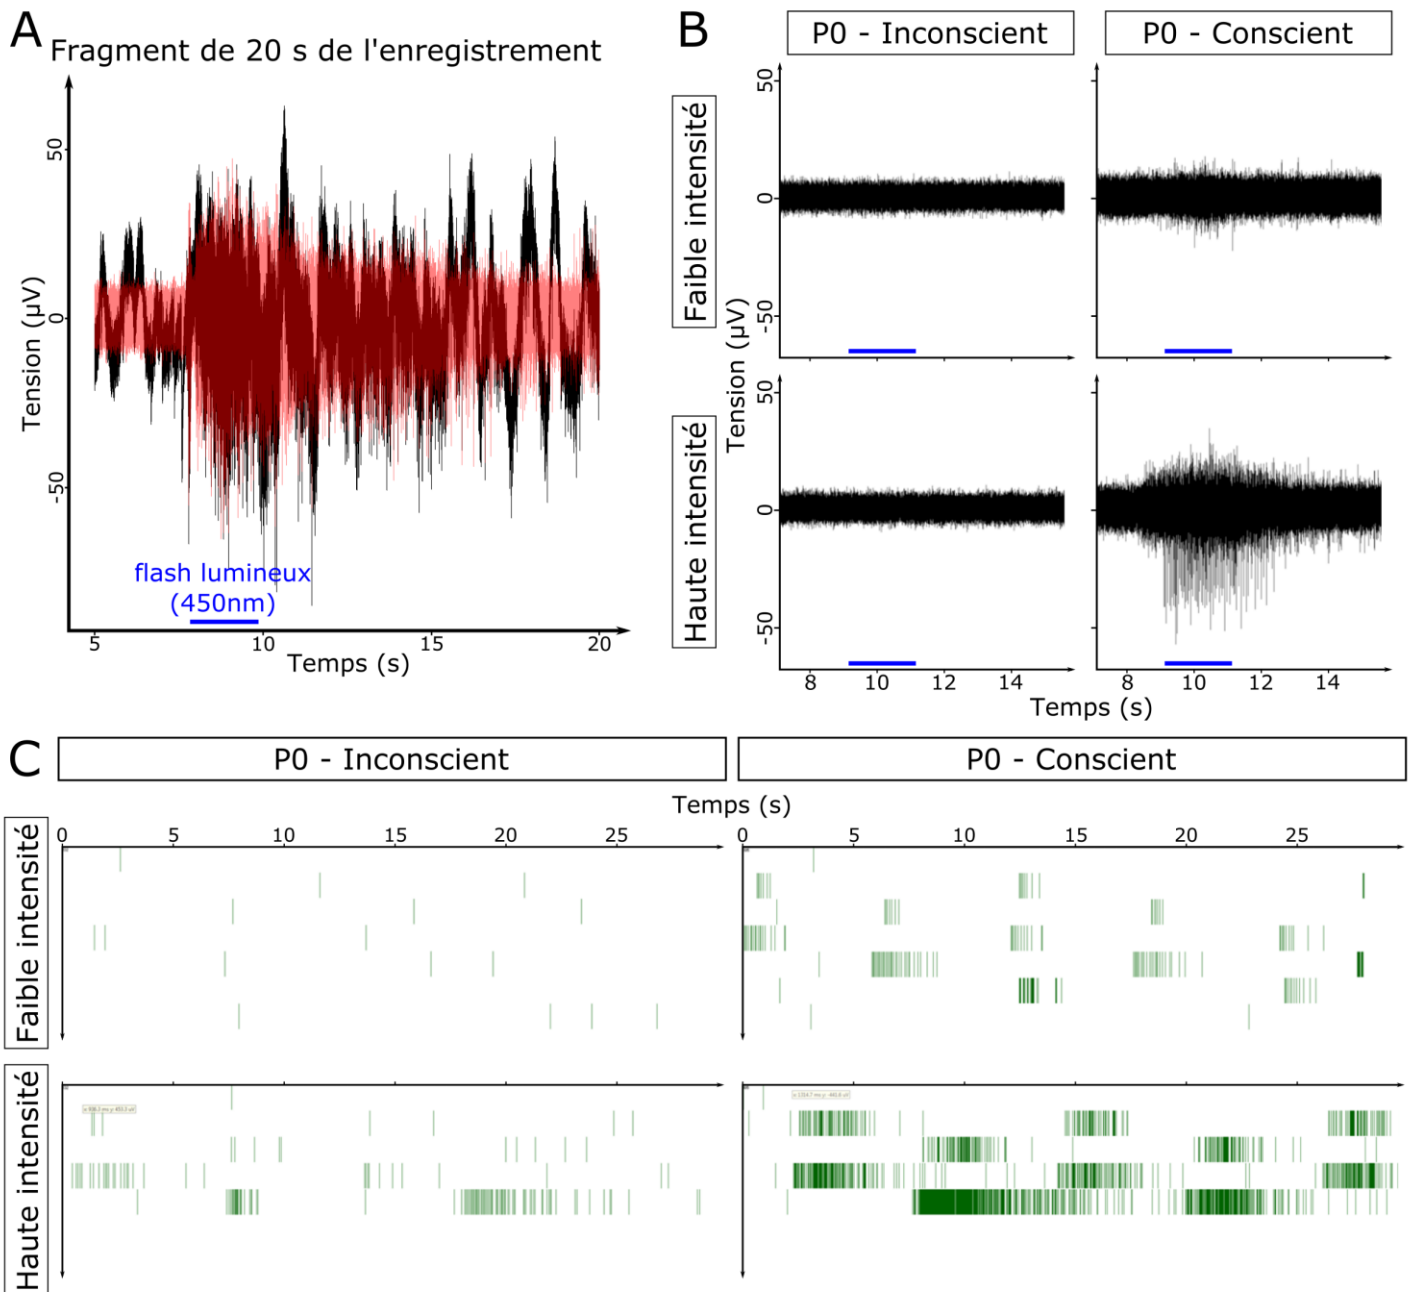 A
Fragment de 20 s de l'enregistrement
Tension (µV)
50
0
-50
flash lumineux
(450nm)
5
10
15
20
Temps (s)
B
P0 - Inconscient
P0 - Conscient
Faible intensité
Haute intensité
Tension (µV)
50
0
-50
50
0
-50
8
10
12
14
8
10
12
14
Temps (s)
C
P0 - Inconscient
P0 - Conscient
Temps (s)
Faible intensité
0
5
10
15
20
25
0
5
10
15
20
25
Haute intensité